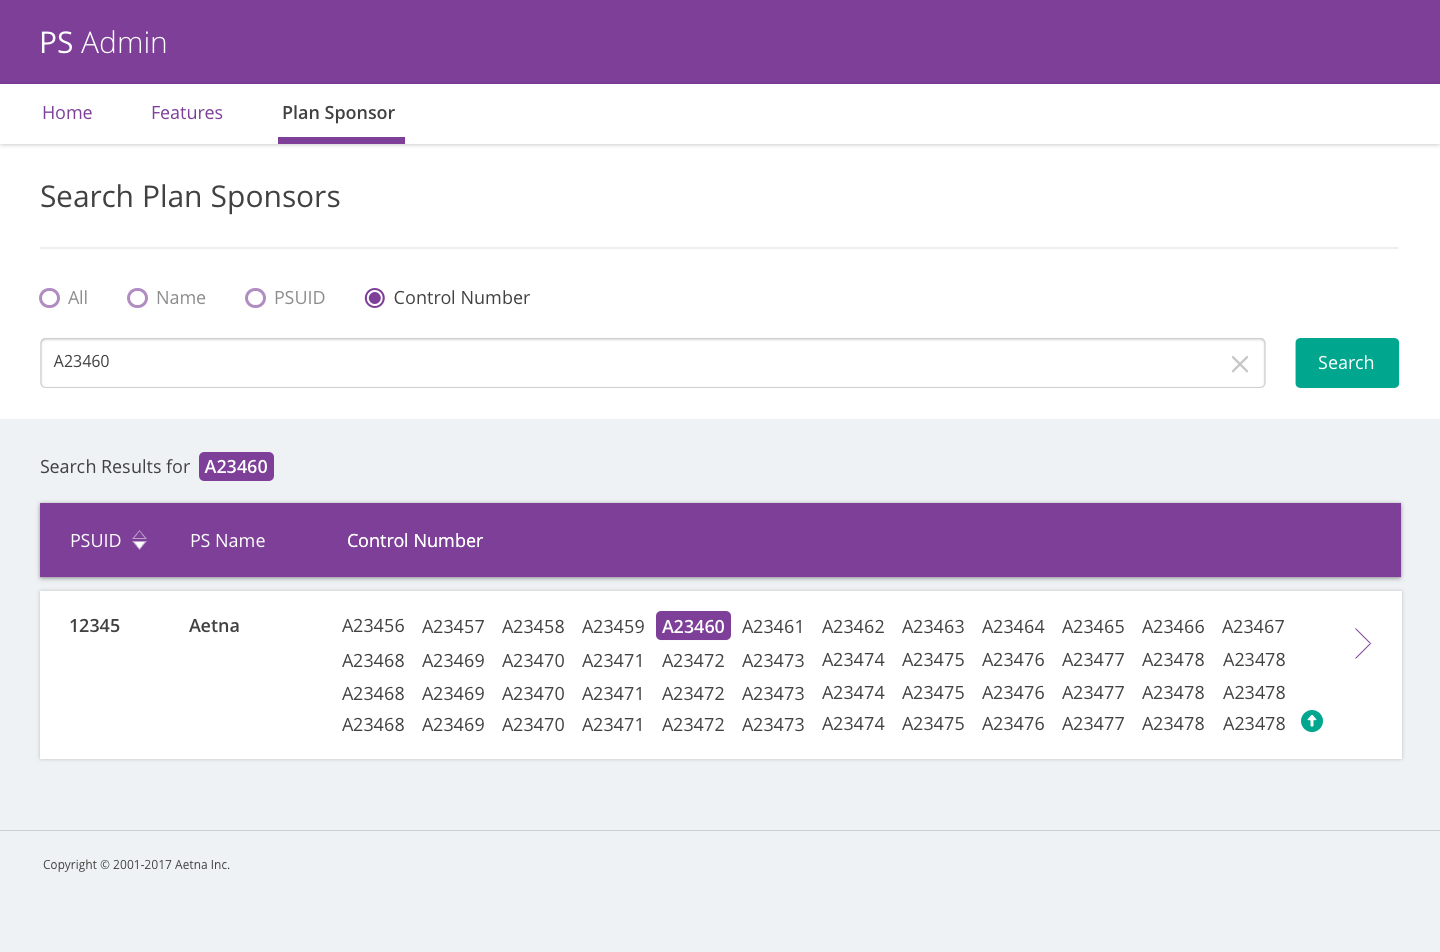 PS Admin
Home Features Plan Sponsor
Search Plan Sponsors
All Name PSUID Control Number
A23460
Search
Search Results for A23460
PSUID PS Name Control Number
12345 Aetna A23456 A23457 A23458 A23459 A23460 A23461 A23462 A23463 A23464 A23465 A23466 A23467
A23468 A23469 A23470 A23471 A23472 A23473 A23474 A23475 A23476 A23477 A23478 A23478
A23468 A23469 A23470 A23471 A23472 A23473 A23474 A23475 A23476 A23477 A23478 A23478
A23468 A23469 A23470 A23471 A23472 A23473 A23474 A23475 A23476 A23477 A23478 A23478
Copyright © 2001-2017 Aetna Inc.